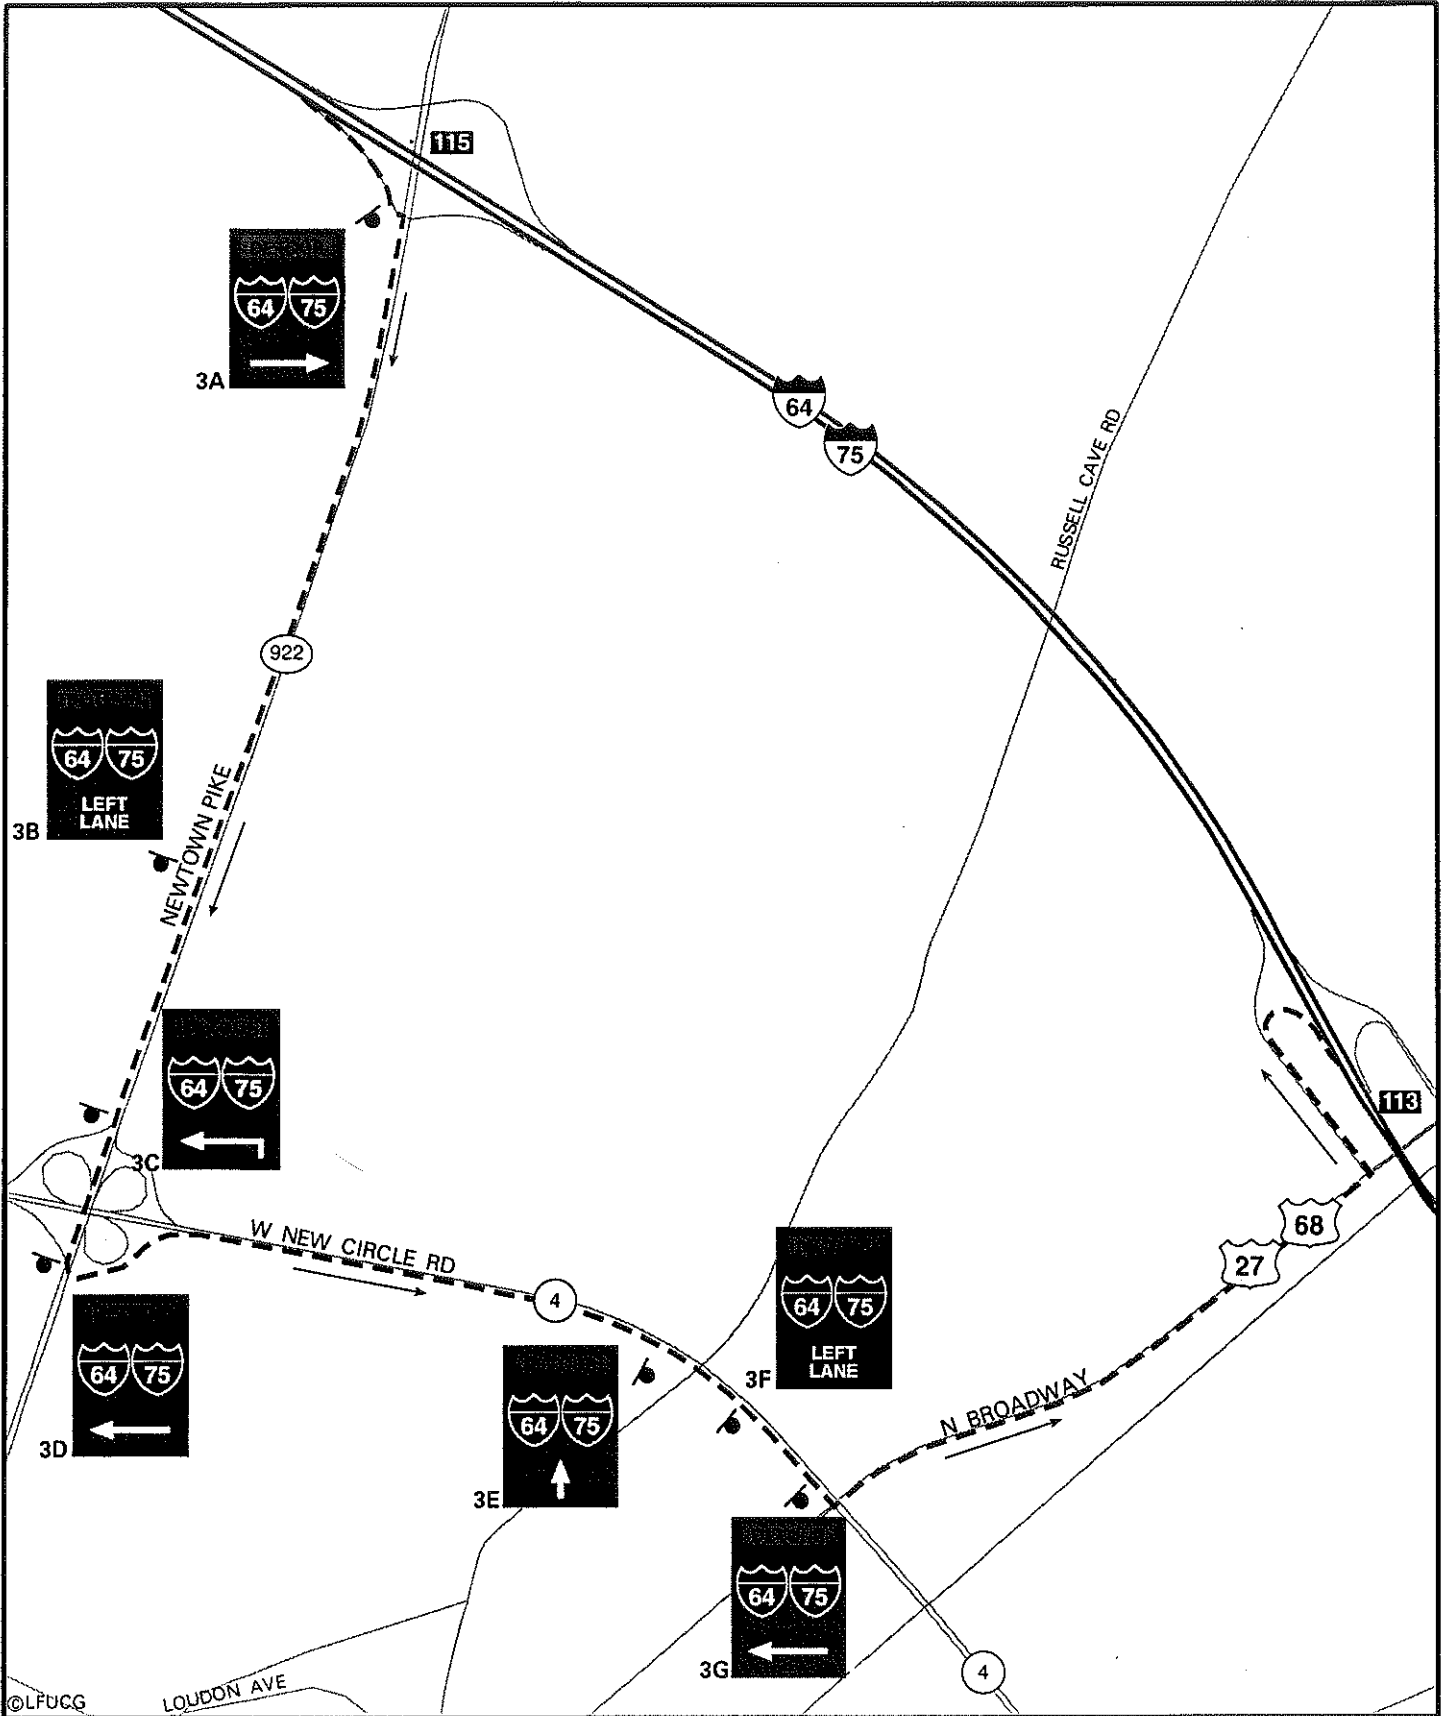 115
64 75
3A
64
75
RUSSELL CAVE RD
922
64 75
LEFT
LANE
3B
NEWTOWN PIKE
64 75
3C
113
68
27
W NEW CIRCLE RD
4
64 75
LEFT
LANE
3F
64 75
3D
64 75
3E
N BROADWAY
64 75
3G
4
LOUDON AVE
©LFUCG